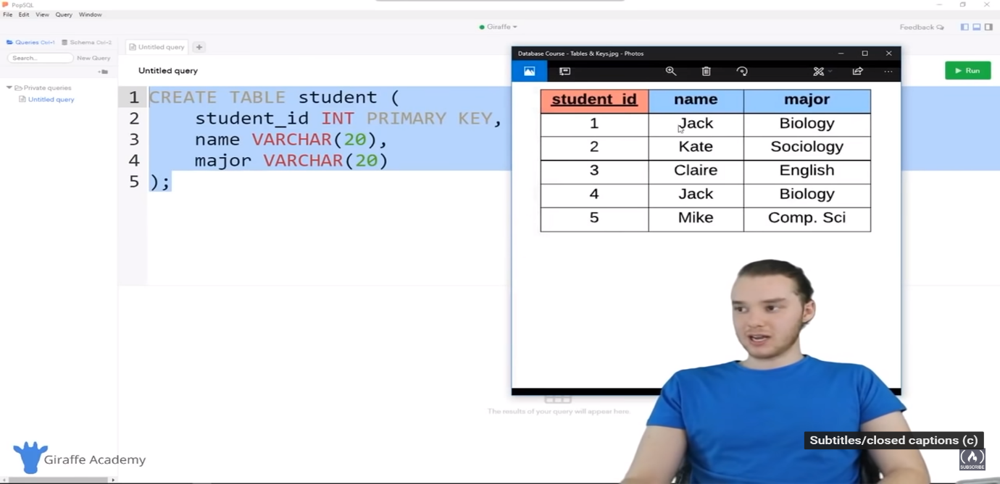 PopSQL
File Edit View Query Window
Giraffe
Feedback
Queries Ctrl+1 Schema Ctrl+2
Untitled query
Search...
New Query
Untitled query
Run
Private queries
Untitled query
1 CREATE TABLE student (
2 student_id INT PRIMARY KEY,
3 name VARCHAR(20),
4 major VARCHAR(20)
5 );
Database Course - Tables & Keys.jpg - Photos
student_id name major
1 Jack Biology
2 Kate Sociology
3 Claire English
4 Jack Biology
5 Mike Comp. Sci
The results of your query will appear here.
Subtitles/closed captions (c)
Giraffe Academy
SUBSCRIBE